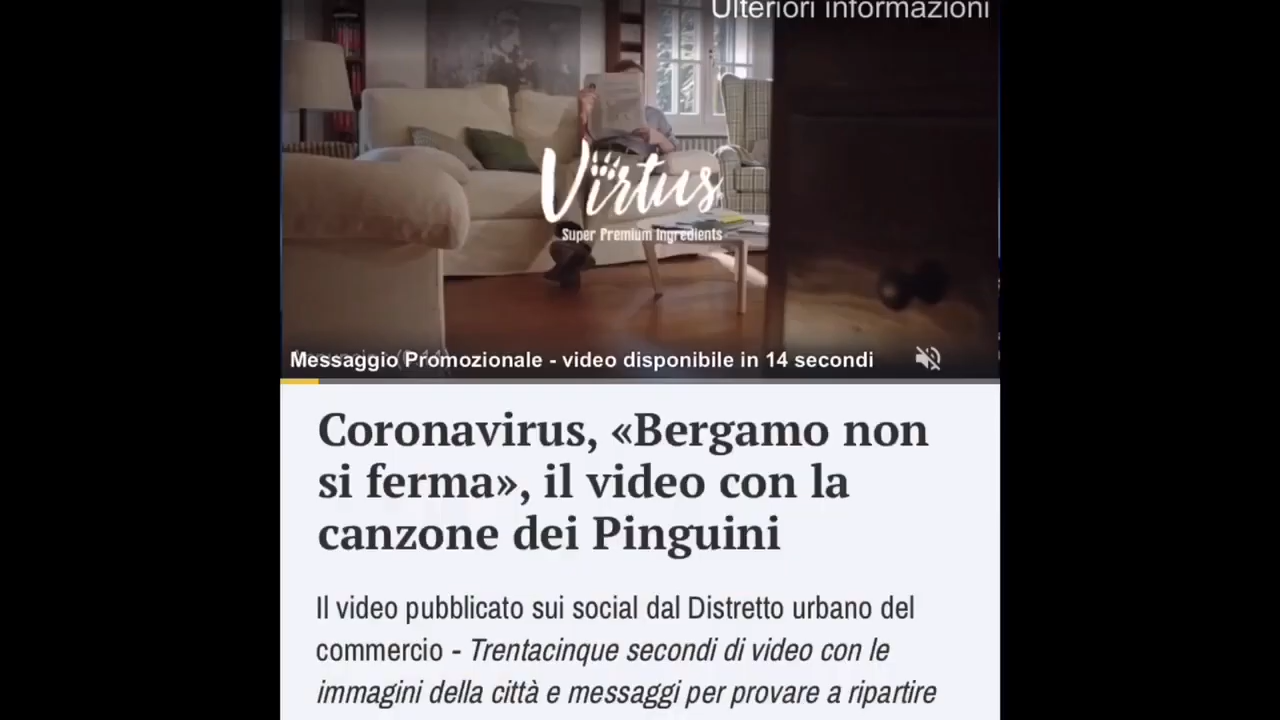 Ulteriori informazioni
Virtus
Super Premium Ingredients
Messaggio Promozionale - video disponibile in 14 secondi
Coronavirus, «Bergamo non
si ferma», il video con la
canzone dei Pinguini
Il video pubblicato sui social dal Distretto urbano del
commercio - Trentacinque secondi di video con le
immagini della città e messaggi per provare a ripartire